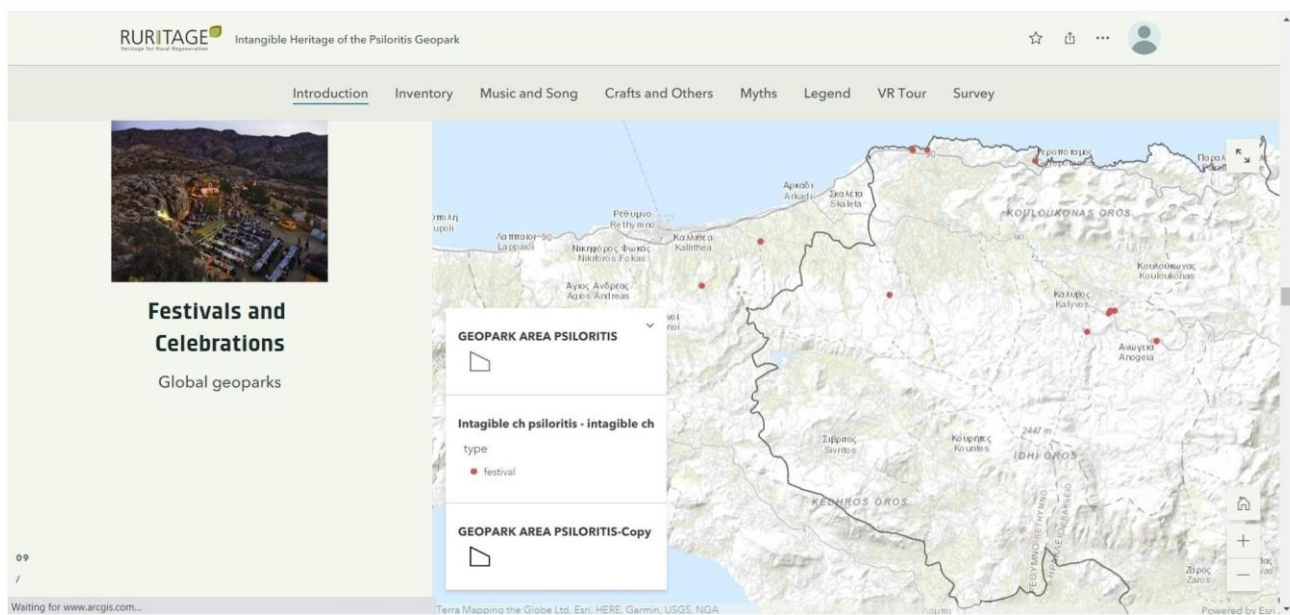 RURITAGE
Heritage for Rural Regeneration
Intangible Heritage of the Psiloritis Geopark
Introduction Inventory Music and Song Crafts and Others Myths Legend VR Tour Survey
Festivals and
Celebrations
Global geoparks
09
/
Waiting for www.arcgis.com...
GEOPARK AREA PSILORITIS
Intagible ch psiloritis - intagible ch
type
festival
GEOPARK AREA PSILORITIS-Copy
Αρκάδι
Arkadi
Σκαλέτα
Skaleta
KOULOUKONAS OROS
Ρέθυμνο
Rethymno
Λαππαίοι
Lappaioi
90
Νικηφόρος Φωκάς
Nikiforos Fokas
Καλλιθέα
Kallithea
Άγιος Ανδρέας
Agios Andreas
90
90
Κουλούκωνας
Kouloukonas
Κάλυβος
Kalyvos
Ανώγεια
Anogeia
Σιβριτος
Sivritos
Κουρήτες
Kourites
2447 m
IDHI OROS
KEDHROS OROS
Ζαρός
Zaros
Terra Mapping the Globe Ltd, Esri, HERE, Garmin, USGS, NGA
Powered by Esri